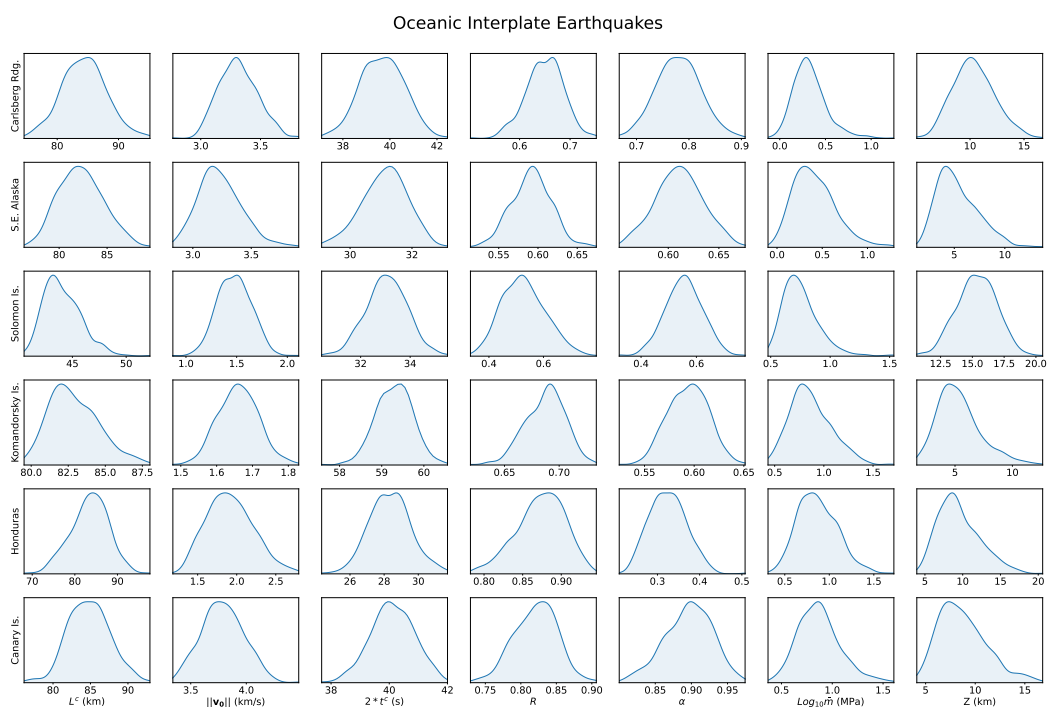 Oceanic Interplate Earthquakes
Carlsberg Rdg.
80 90
3.0 3.5
38 40 42
0.6 0.7
0.7 0.8 0.9
0.0 0.5 1.0
10 15
S.E. Alaska
80 85
3.0 3.5
30 32
0.55 0.60 0.65
0.60 0.65
0.0 0.5 1.0
5 10
Solomon Is.
45 50
1.0 1.5 2.0
32 34
0.4 0.6
0.4 0.6
0.5 1.0 1.5
12.5 15.0 17.5 20.0
Komandorsky Is.
80.0 82.5 85.0 87.5
1.5 1.6 1.7 1.8
58 59 60
0.65 0.70
0.55 0.60 0.65
0.5 1.0 1.5
5 10
Honduras
70 80 90
1.5 2.0 2.5
26 28 30
0.80 0.85 0.90
0.3 0.4 0.5
0.5 1.0 1.5
5 10 15 20
Canary Is.
80 85 90
3.5 4.0
38 40 42
0.75 0.80 0.85 0.90
0.85 0.90 0.95
0.5 1.0 1.5
5 10 15
L^c (km)
||v₀|| (km/s)
2 * t^c (s)
R
α
Log₁₀m̄ (MPa)
Z (km)